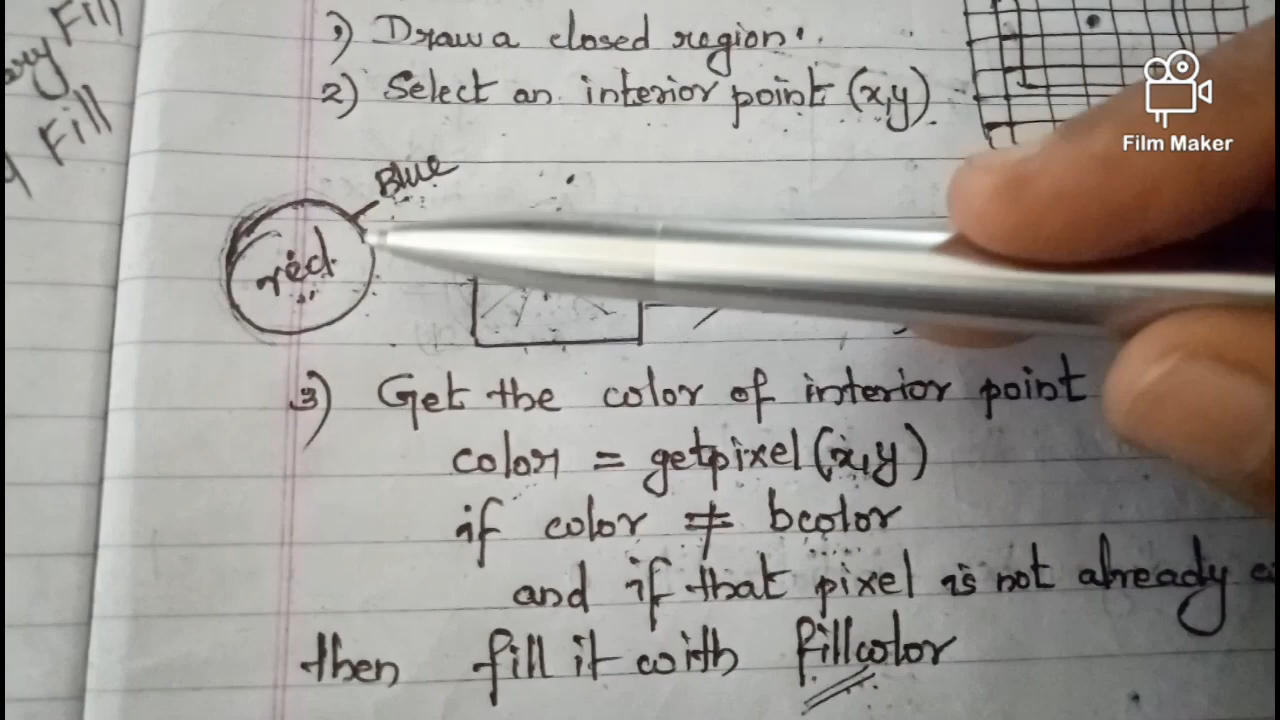 Fill
Fill
1) Draw a closed region.
2) Select an interior point (x,y)
Film Maker
Blue
red
3) Get the color of interior point
color = getpixel(x,y)
if color ≠ bcolor
and if that pixel is not already
then fill it with fillcolor